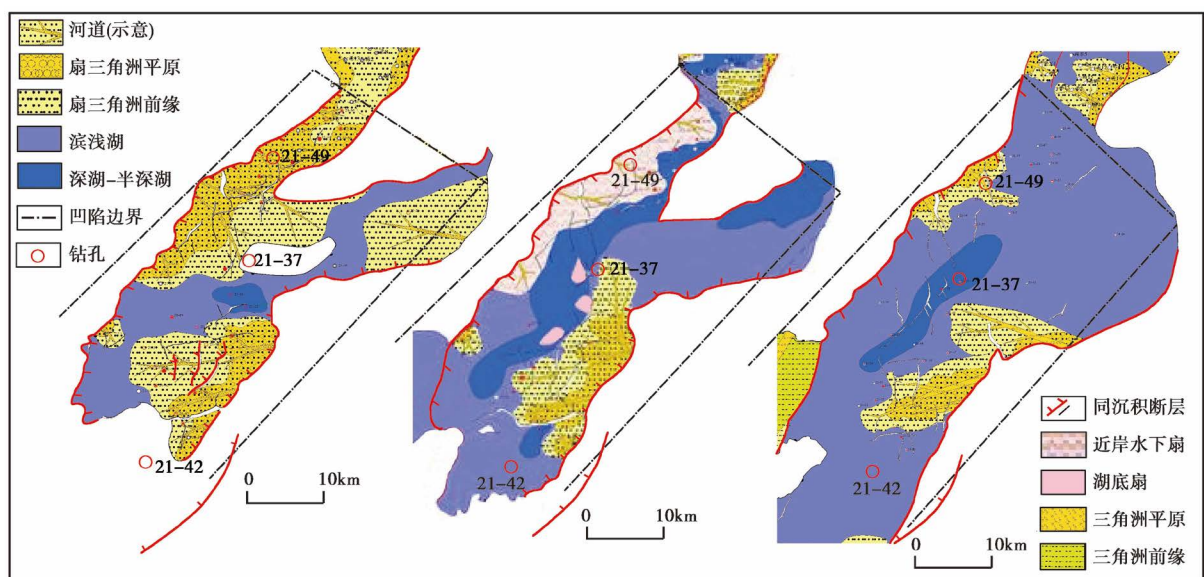 河道(示意)
扇三角洲平原
扇三角洲前缘
滨浅湖
深湖-半深湖
凹陷边界
钻孔
21-49
21-37
21-42
0 10km
21-49
21-37
21-42
0 10km
21-49
21-37
21-42
0 10km
同沉积断层
近岸水下扇
湖底扇
三角洲平原
三角洲前缘